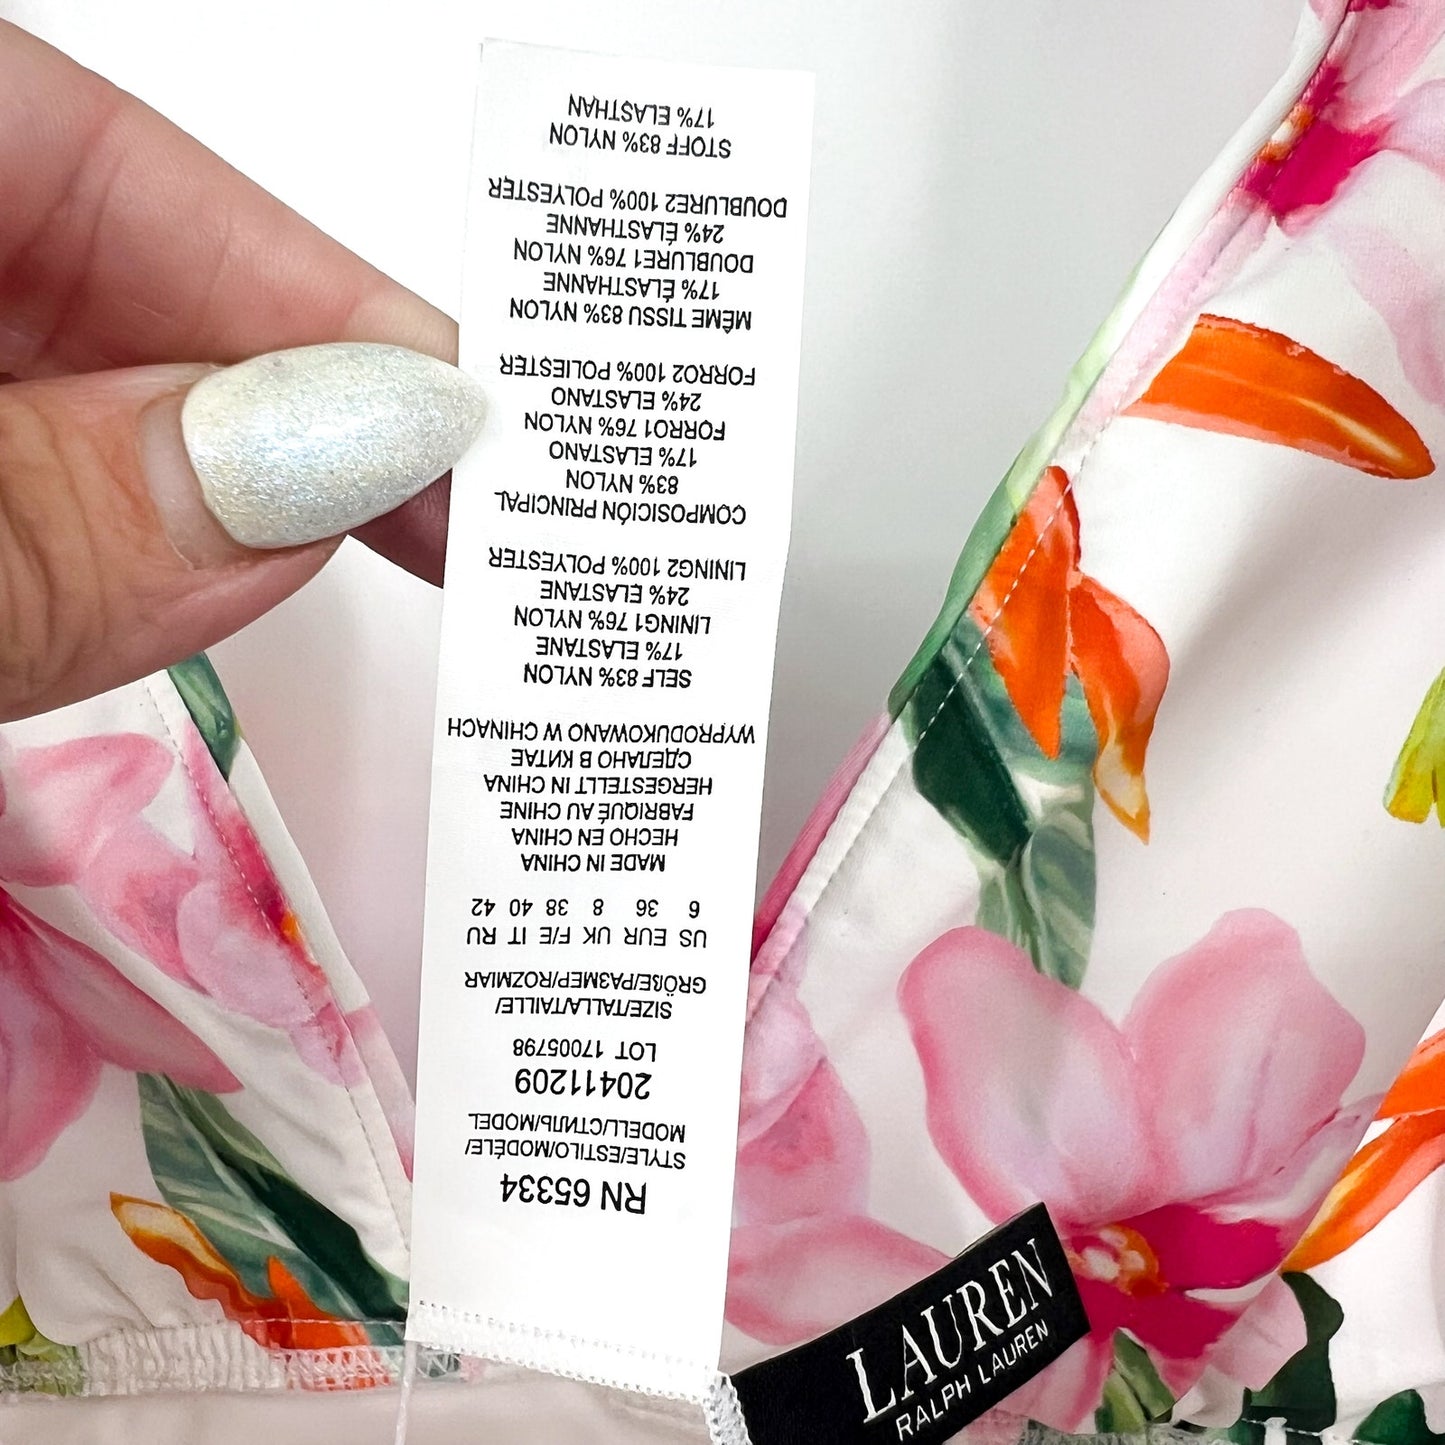 RN 65334
STYLE/ESTILO/MODÉLE/
MODELL/СТИЛЬ/MODEL
20411209
LOT 17005798
SIZE/TALLA/TAILLE/
GRÖßE/РАЗМЕР/ROZMIAR
US EUR UK F/E IT RU
6 36 8 38 40 42
MADE IN CHINA
HECHO EN CHINA
FABRIQUÉ AU CHINE
HERGESTELLT IN CHINA
СДЕЛАНО В КИТАЕ
WYPRODUKOWANO W CHINACH
SELF 83% NYLON
17% ELASTANE
LINING1 76% NYLON
24% ELASTANE
LINING2 100% POLYESTER
COMPOSICIÓN PRINCIPAL
83% NYLON
17% ELASTANO
FORRO1 76% NYLON
24% ELASTANO
FORRO2 100% POLIESTER
MÊME TISSU 83% NYLON
17% ÉLASTHANNE
DOUBLURE1 76% NYLON
24% ÉLASTHANNE
DOUBLURE2 100% POLYESTER
STOFF 83% NYLON
17% ELASTHAN
LAUREN
RALPH LAUREN